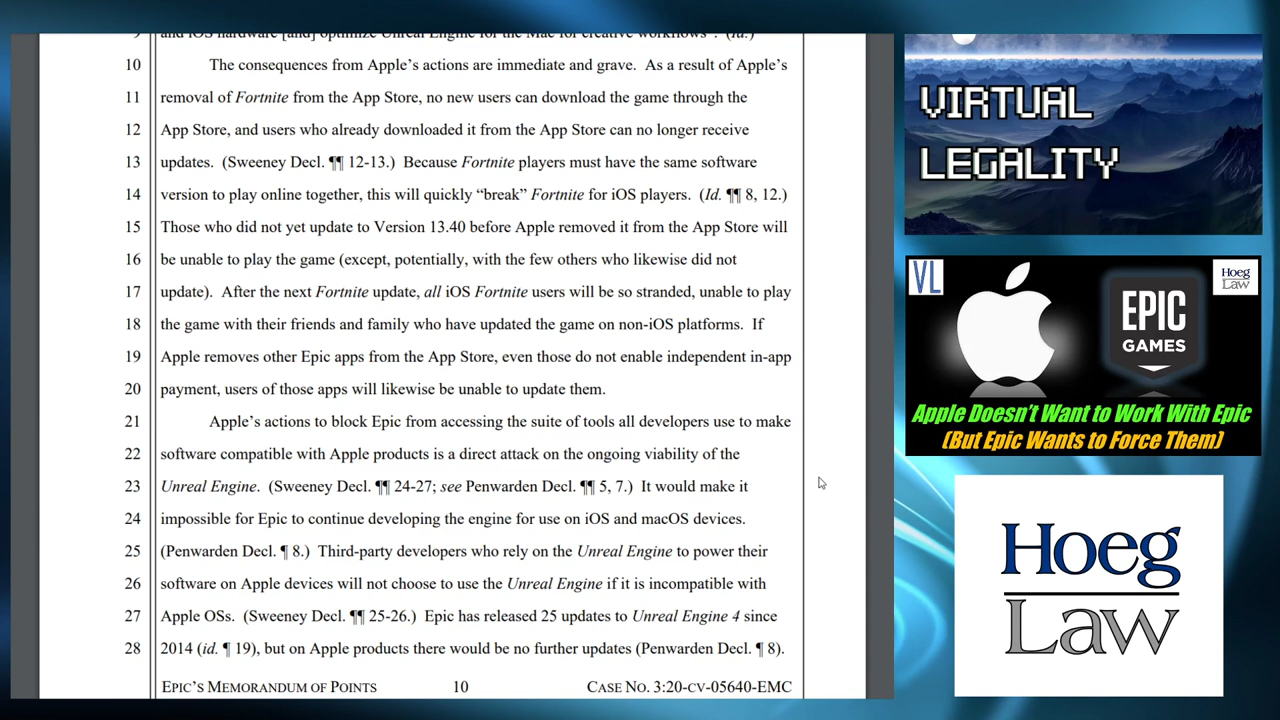 9 and iOS hardware [and] optimize Unreal Engine for the Mac for creative workflows". (Id.)
10 The consequences from Apple's actions are immediate and grave. As a result of Apple's
11 removal of Fortnite from the App Store, no new users can download the game through the
12 App Store, and users who already downloaded it from the App Store can no longer receive
13 updates. (Sweeney Decl. ¶¶ 12-13.) Because Fortnite players must have the same software
14 version to play online together, this will quickly “break” Fortnite for iOS players. (Id. ¶¶ 8, 12.)
15 Those who did not yet update to Version 13.40 before Apple removed it from the App Store will
16 be unable to play the game (except, potentially, with the few others who likewise did not
17 update). After the next Fortnite update, all iOS Fortnite users will be so stranded, unable to play
18 the game with their friends and family who have updated the game on non-iOS platforms. If
19 Apple removes other Epic apps from the App Store, even those do not enable independent in-app
20 payment, users of those apps will likewise be unable to update them.
21 Apple's actions to block Epic from accessing the suite of tools all developers use to make
22 software compatible with Apple products is a direct attack on the ongoing viability of the
23 Unreal Engine. (Sweeney Decl. ¶¶ 24-27; see Penwarden Decl. ¶¶ 5, 7.) It would make it
24 impossible for Epic to continue developing the engine for use on iOS and macOS devices.
25 (Penwarden Decl. ¶ 8.) Third-party developers who rely on the Unreal Engine to power their
26 software on Apple devices will not choose to use the Unreal Engine if it is incompatible with
27 Apple OSs. (Sweeney Decl. ¶¶ 25-26.) Epic has released 25 updates to Unreal Engine 4 since
28 2014 (id. ¶ 19), but on Apple products there would be no further updates (Penwarden Decl. ¶ 8).
EPIC'S MEMORANDUM OF POINTS 10 CASE NO. 3:20-CV-05640-EMC
VIRTUAL
LEGALITY
VL
Hoeg
Law
EPIC
GAMES
Apple Doesn't Want to Work With Epic
(But Epic Wants to Force Them)
Hoeg
Law